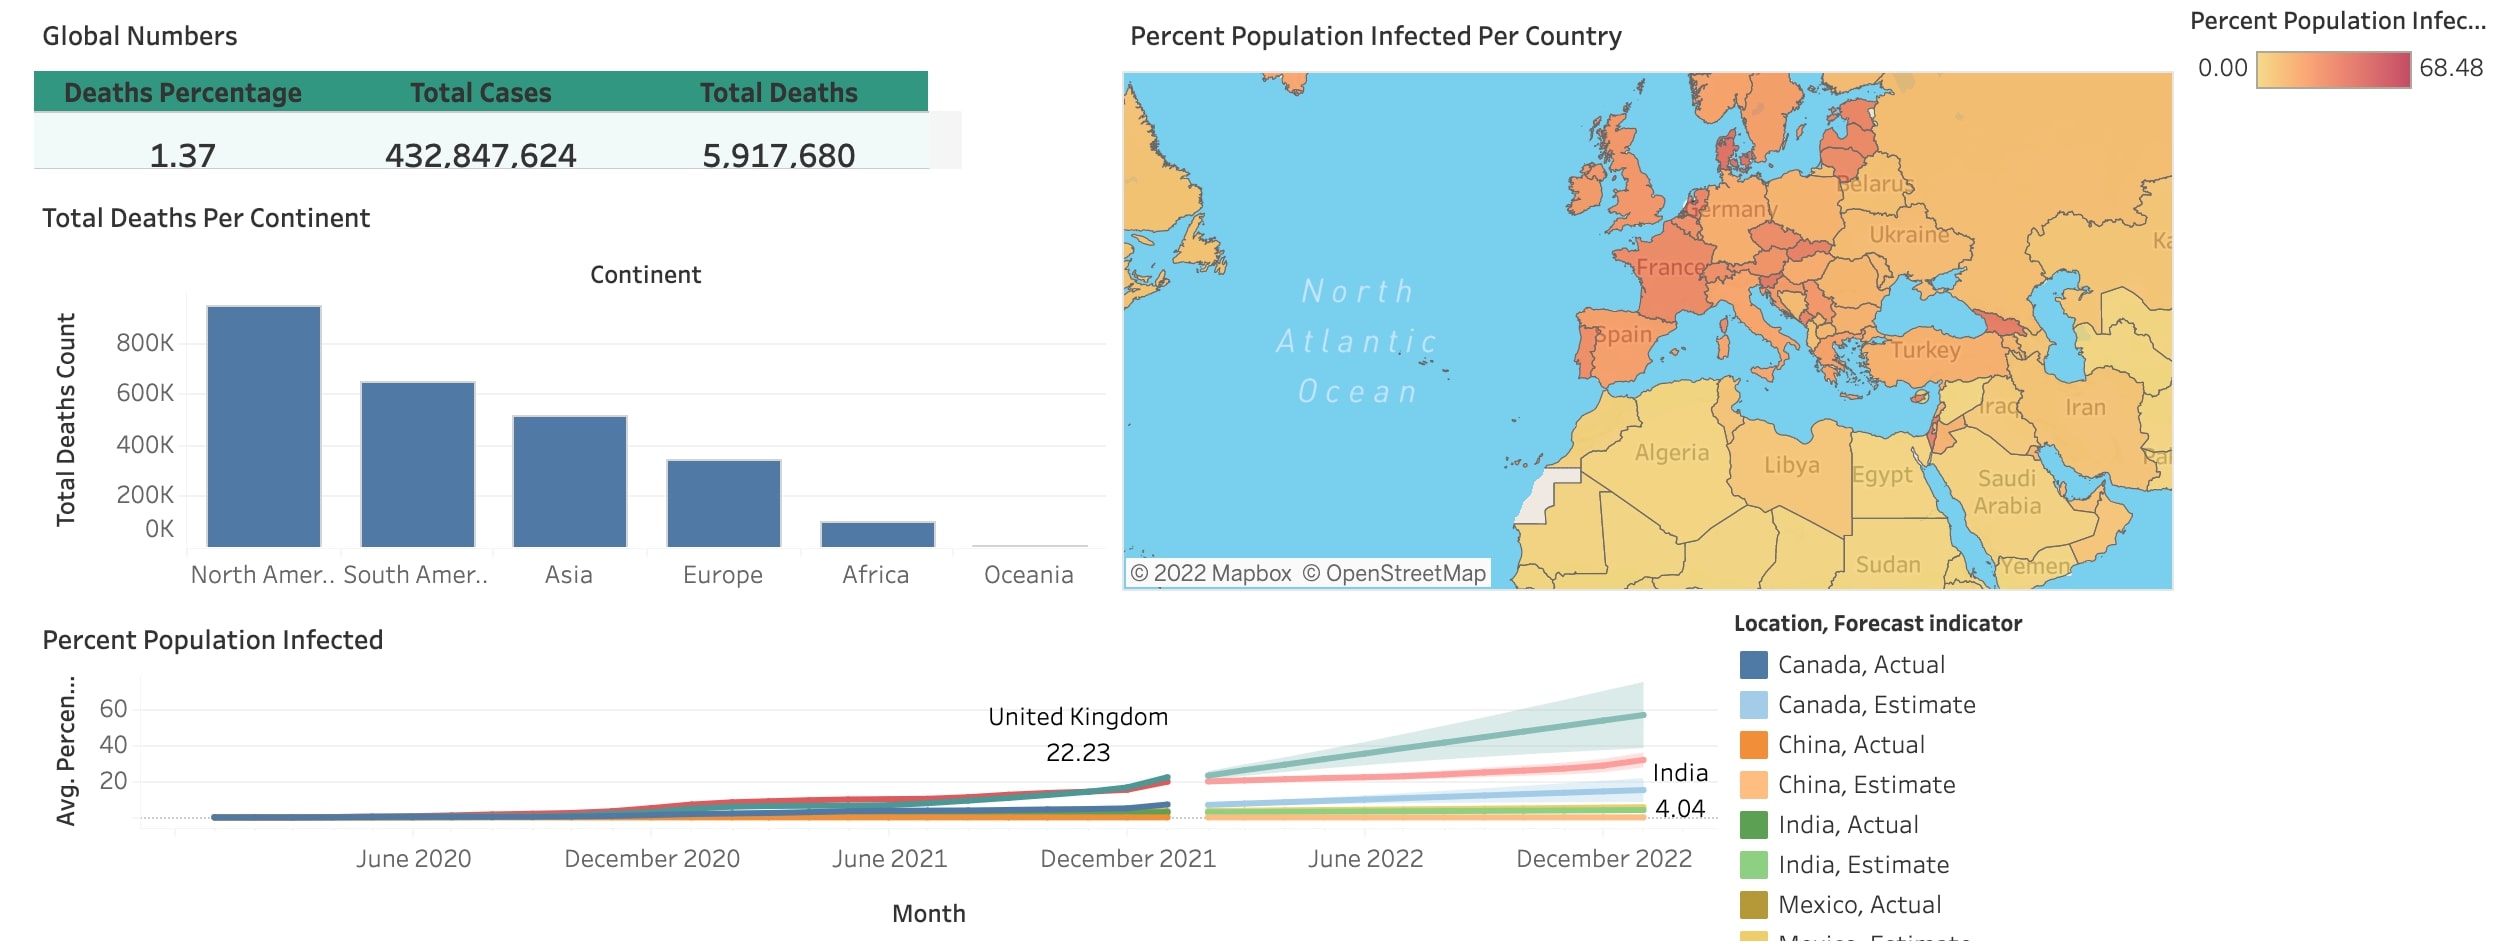 Global Numbers
Deaths Percentage Total Cases Total Deaths
1.37 432,847,624 5,917,680
Total Deaths Per Continent
Continent
Total Deaths Count
800K
600K
400K
200K
0K
North Amer.. South Amer.. Asia Europe Africa Oceania
Percent Population Infected Per Country
Percent Population Infec...
0.00 68.48
Belarus
Germany
Ukraine
Ka
France
North
Atlantic
Ocean
Spain
Turkey
Iraq
Iran
Algeria
Libya
Egypt
Saudi
Arabia
Pai
Sudan
Yemen
© 2022 Mapbox © OpenStreetMap
Percent Population Infected
Avg. Percen...
60
40
20
United Kingdom
22.23
India
4.04
June 2020 December 2020 June 2021 December 2021 June 2022 December 2022
Month
Location, Forecast indicator
Canada, Actual
Canada, Estimate
China, Actual
China, Estimate
India, Actual
India, Estimate
Mexico, Actual
Mexico, Estimate